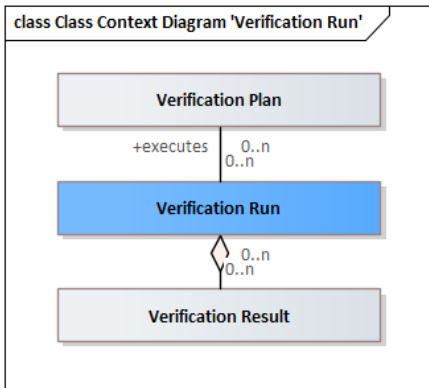 class Class Context Diagram 'Verification Run'
Verification Plan
+executes 0..n
0..n
Verification Run
0..n
0..n
Verification Result